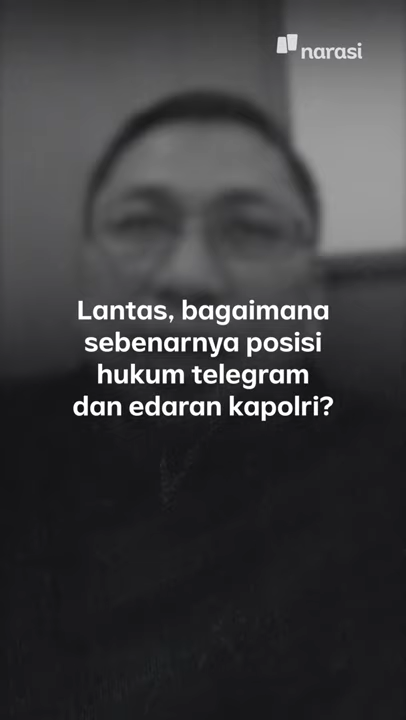 narasi
Lantas, bagaimana
sebenarnya posisi
hukum telegram
dan edaran kapolri?